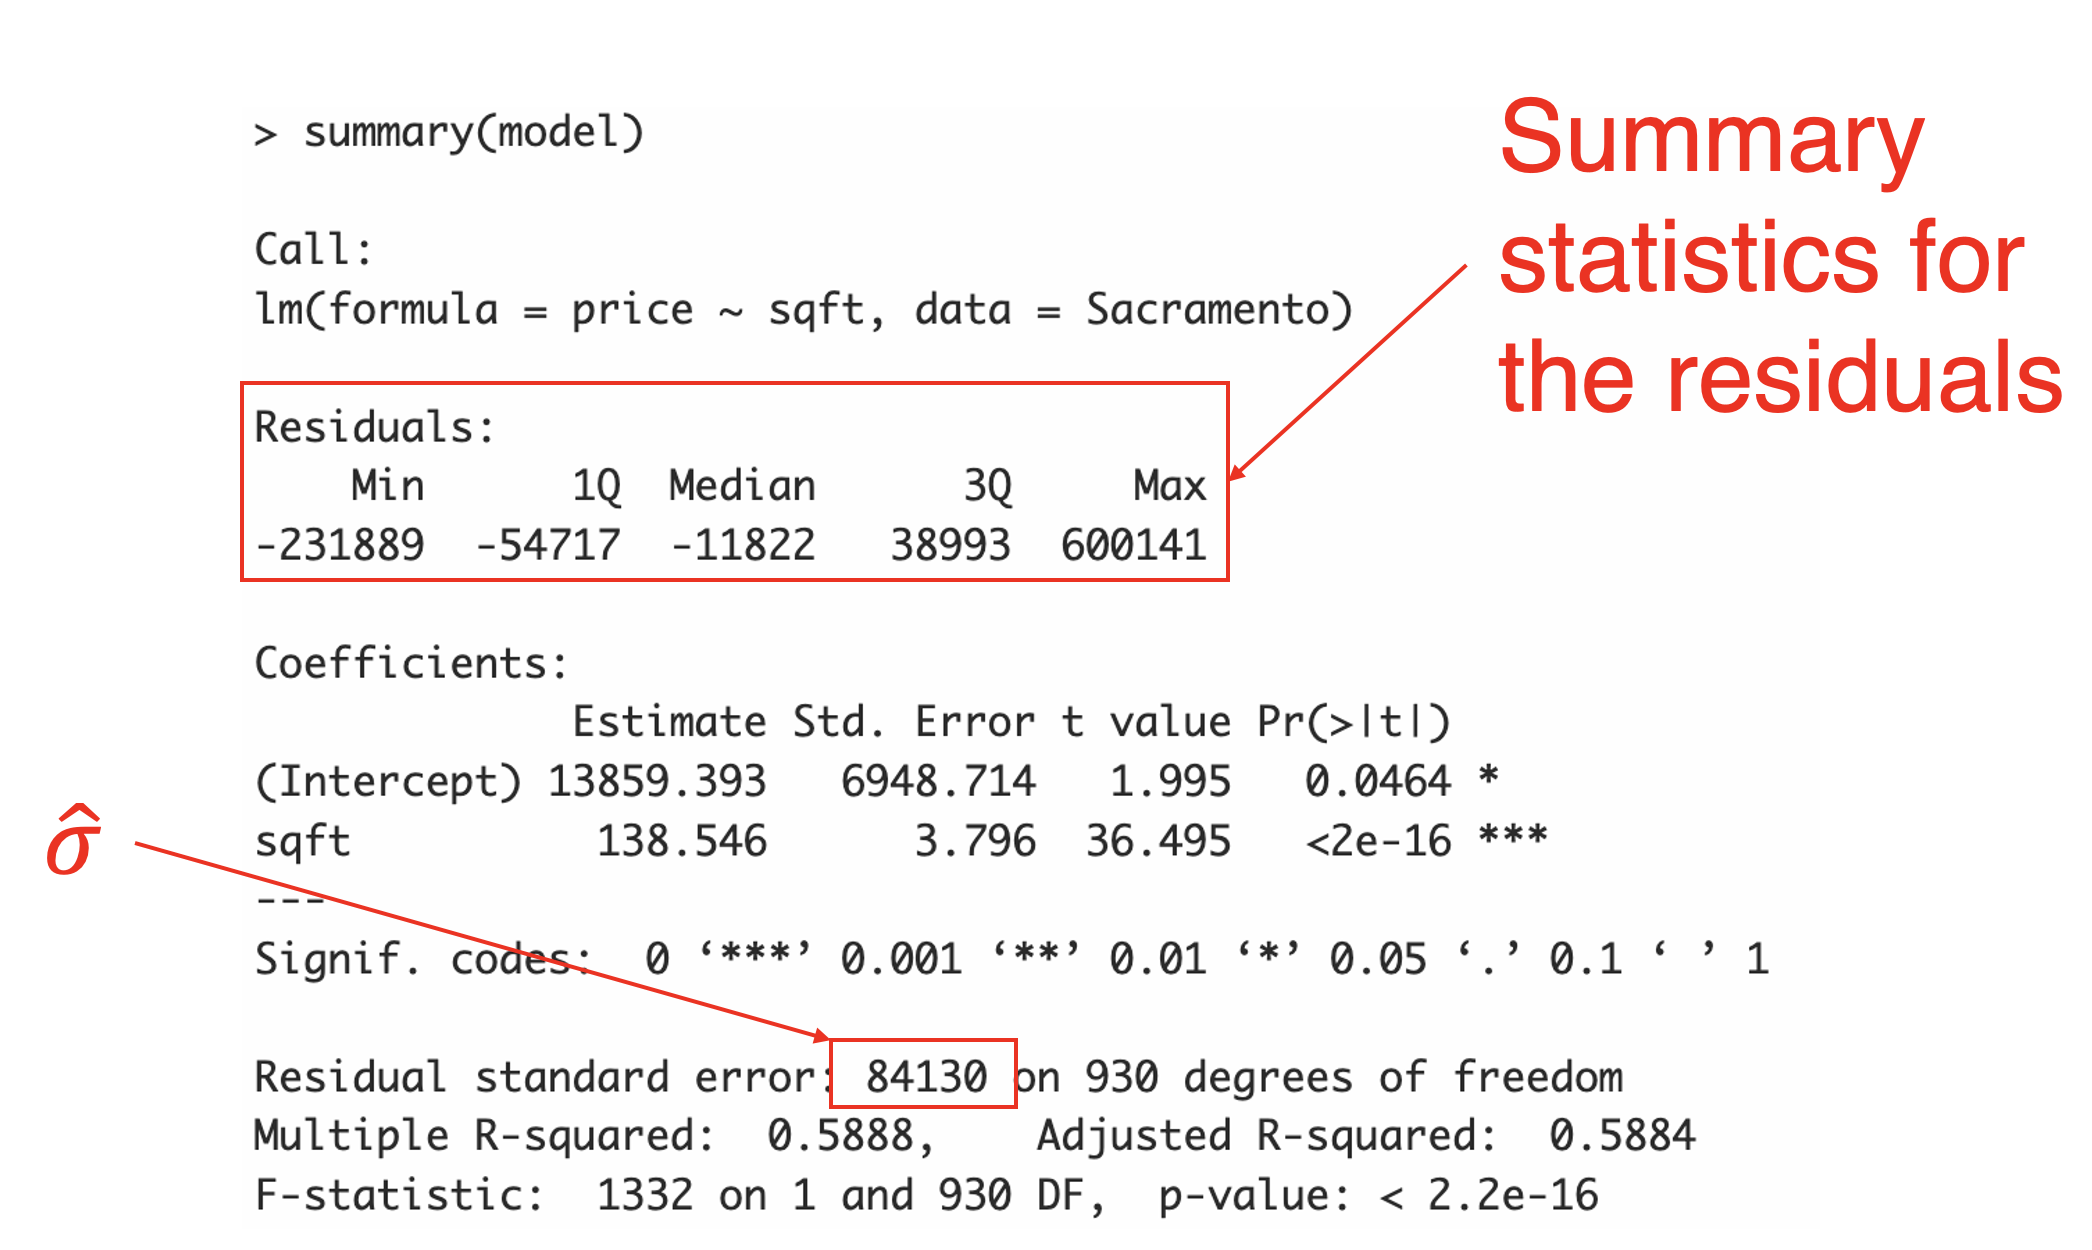 > summary(model)
Call:
lm(formula = price ~ sqft, data = Sacramento)
Residuals:
Min 1Q Median 3Q Max
-231889 -54717 -11822 38993 600141
Coefficients:
Estimate Std. Error t value Pr(>|t|)
(Intercept) 13859.393 6948.714 1.995 0.0464 *
sqft 138.546 3.796 36.495 <2e-16 ***
---
Signif. codes: 0 ‘***’ 0.001 ‘**’ 0.01 ‘*’ 0.05 ‘.’ 0.1 ‘ ’ 1
Residual standard error: 84130 on 930 degrees of freedom
Multiple R-squared: 0.5888, Adjusted R-squared: 0.5884
F-statistic: 1332 on 1 and 930 DF, p-value: < 2.2e-16
Summary
statistics for
the residuals
σ̂